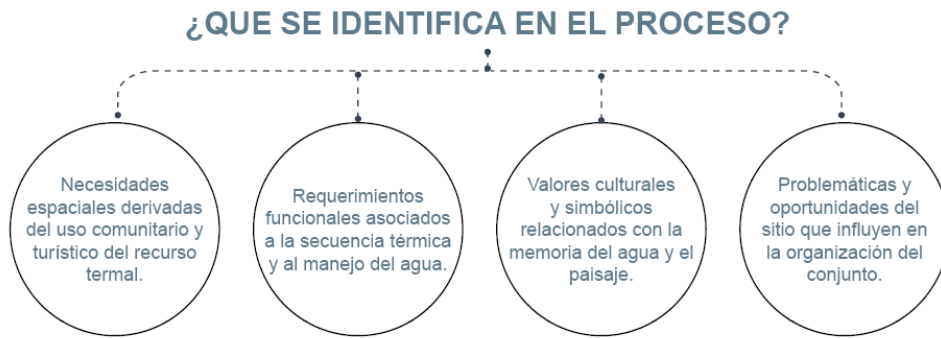 ¿QUE SE IDENTIFICA EN EL PROCESO?
Necesidades
espaciales derivadas
del uso comunitario y
turístico del recurso
termal.
Requerimientos
funcionales asociados
a la secuencia térmica
y al manejo del agua.
Valores culturales
y simbólicos
relacionados con la
memoria del agua y el
paisaje.
Problemáticas y
oportunidades del
sitio que influyen en
la organización del
conjunto.